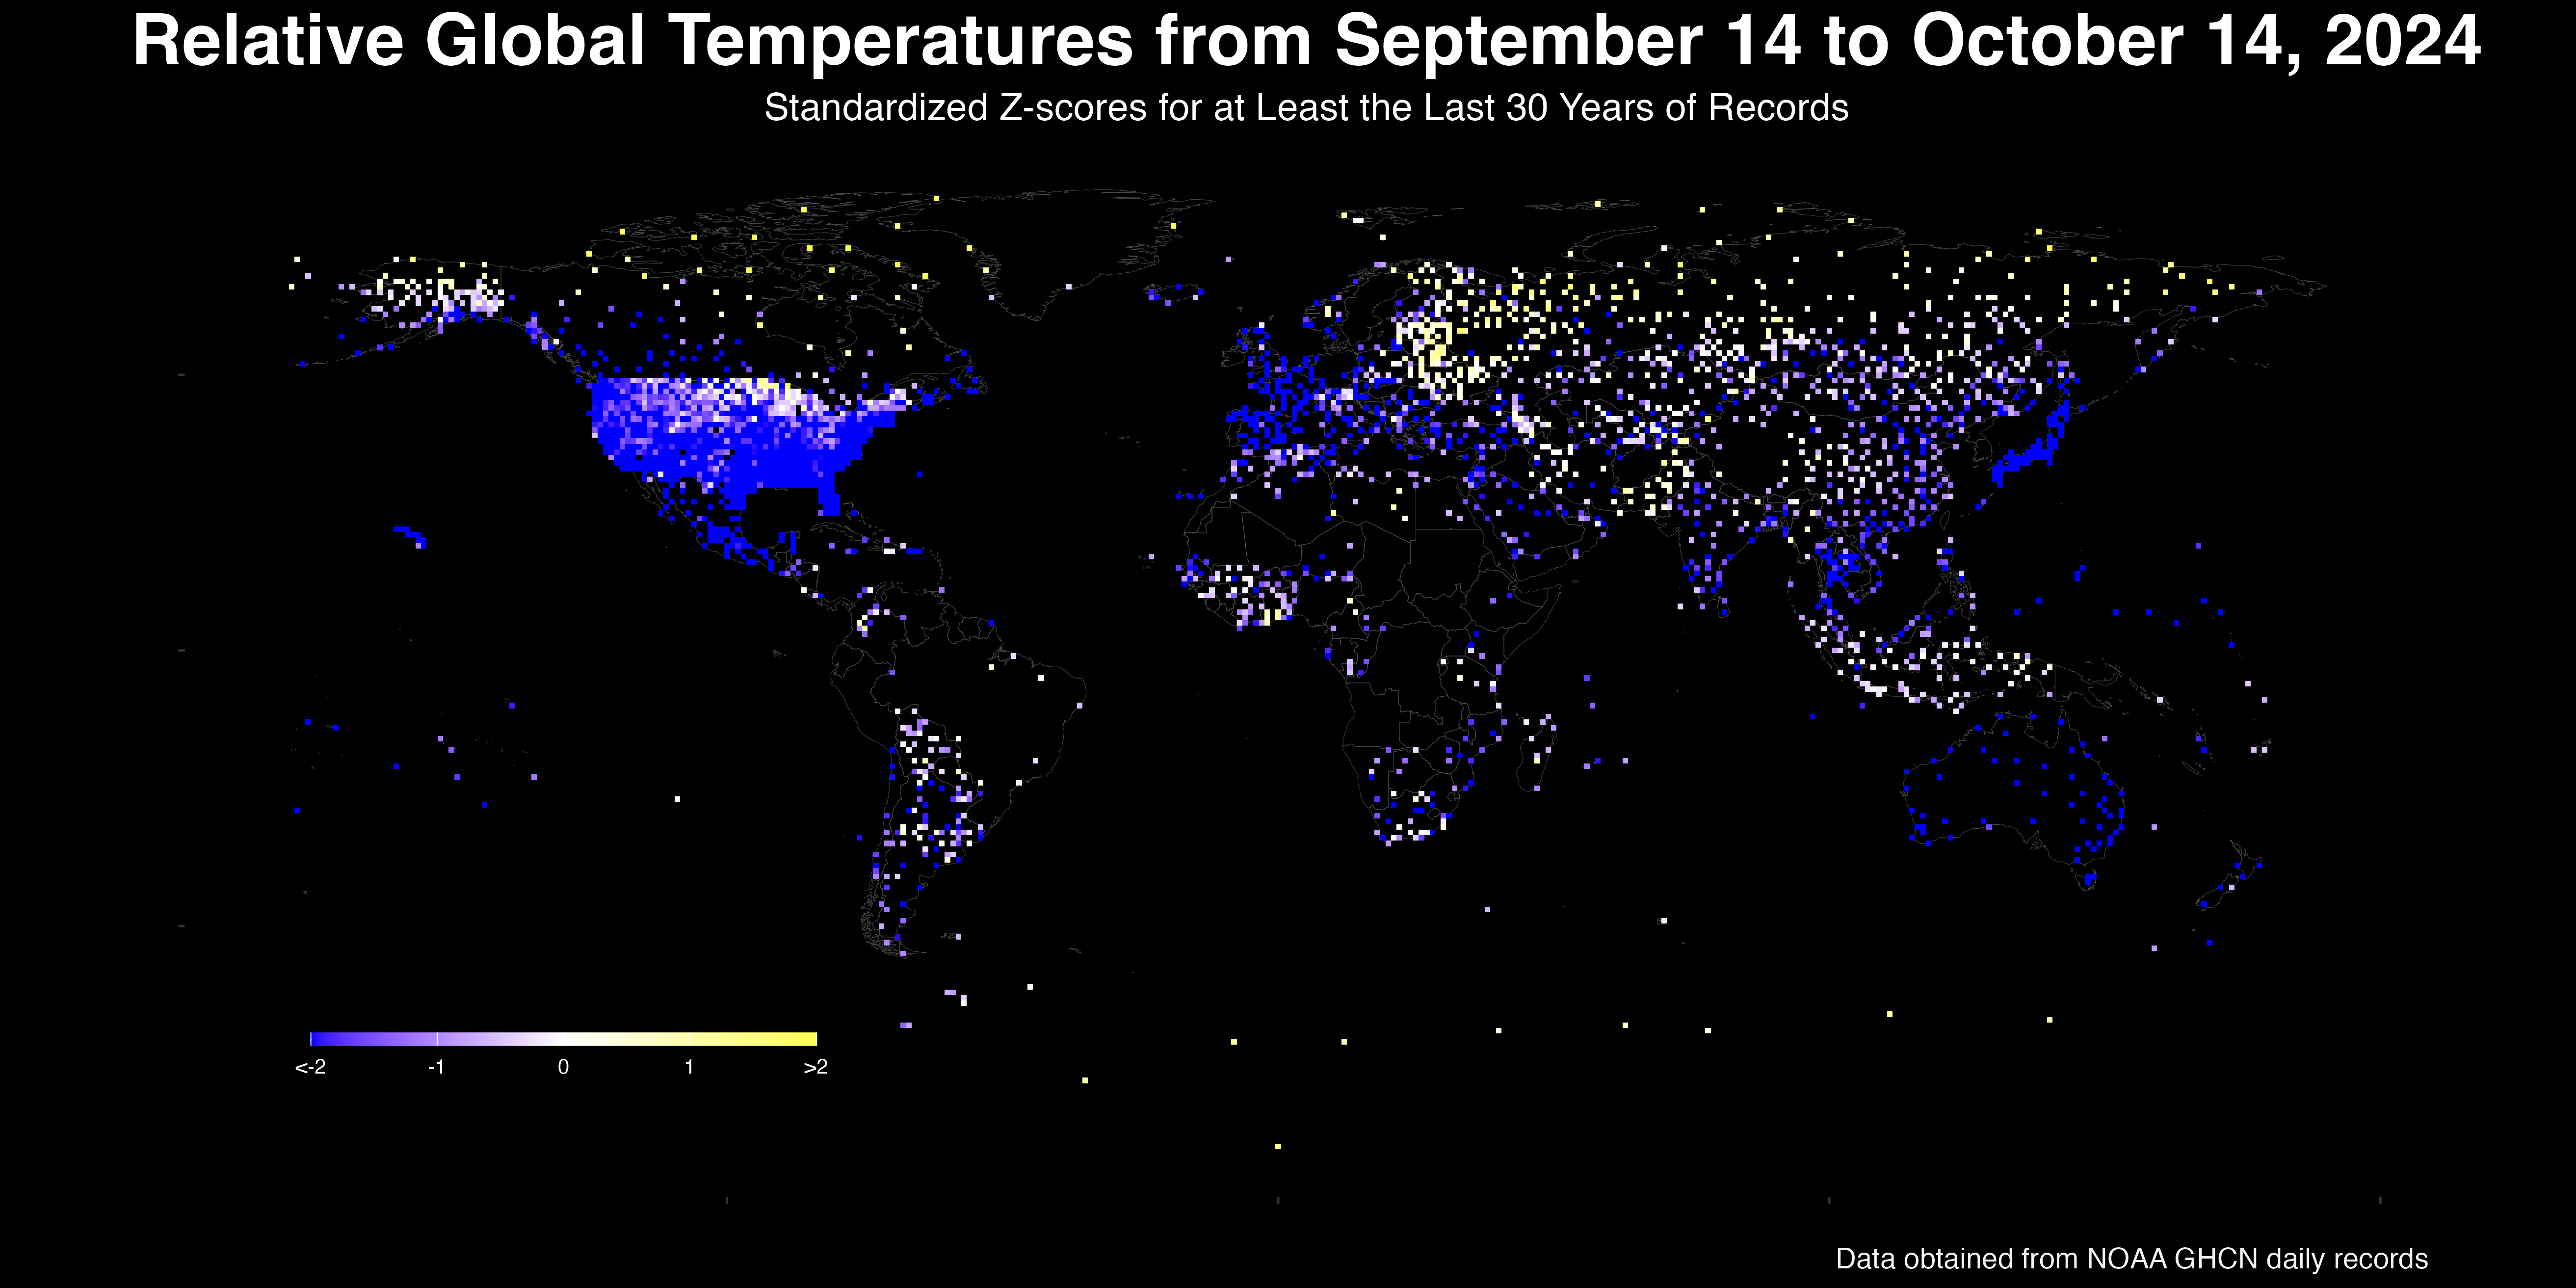 Relative Global Temperatures from September 14 to October 14, 2024
Standardized Z-scores for at Least the Last 30 Years of Records
<-2 -1 0 1 >2
Data obtained from NOAA GHCN daily records